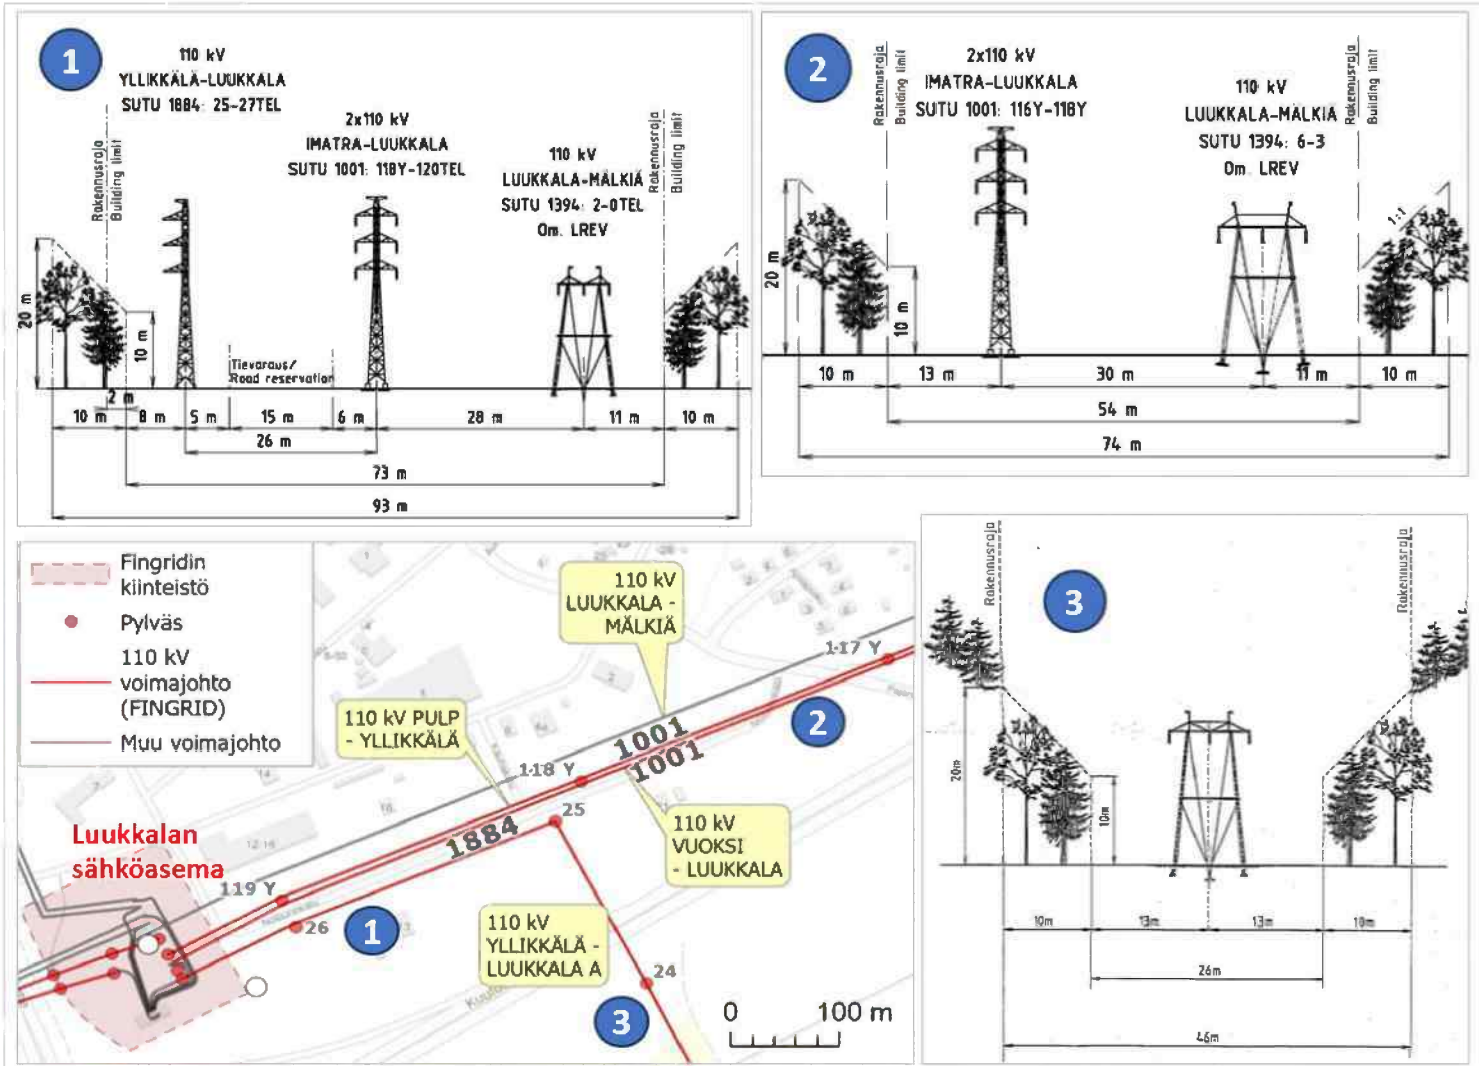 1
110 kV
YLLIKKÄLÄ-LUUKKALA
SUTU 1884: 25-27TEL
2x110 kV
IMATRA-LUUKKALA
SUTU 1001: 118Y-120TEL
110 kV
LUUKKALA-MÄLKIÄ
SUTU 1394: 2-0TEL
Om. LREV
Rakennusraja
Building limit
Rakennusraja
Building limit
20 m
10 m
Tievaraus/
Road reservation
2 m
10 m
8 m
5 m
15 m
6 m
28 m
11 m
10 m
26 m
73 m
93 m
2
2x110 kV
IMATRA-LUUKKALA
SUTU 1001: 116Y-118Y
110 kV
LUUKKALA-MÄLKIÄ
SUTU 1394: 6-3
Om. LREV
Rakennusraja
Building limit
Rakennusraja
Building limit
1:1
20 m
10 m
10 m
13 m
30 m
11 m
10 m
54 m
74 m
Fingridin
kiinteistö
Pylväs
110 kV
voimajohto
(FINGRID)
Muu voimajohto
110 kV
LUUKKALA -
MÄLKIÄ
110 kV PULP
- YLLIKKÄLÄ
117 Y
2
1001
1001
118 Y
25
1884
110 kV
VUOKSI
- LUUKKALA
Luukkalan
sähköasema
12-16
119 Y
26
1
110 kV
YLLIKKÄLÄ -
LUUKKALA A
24
3
0
100 m
3
Rakennusraja
Rakennusraja
20m
10m
10m
13m
13m
10m
26m
46m